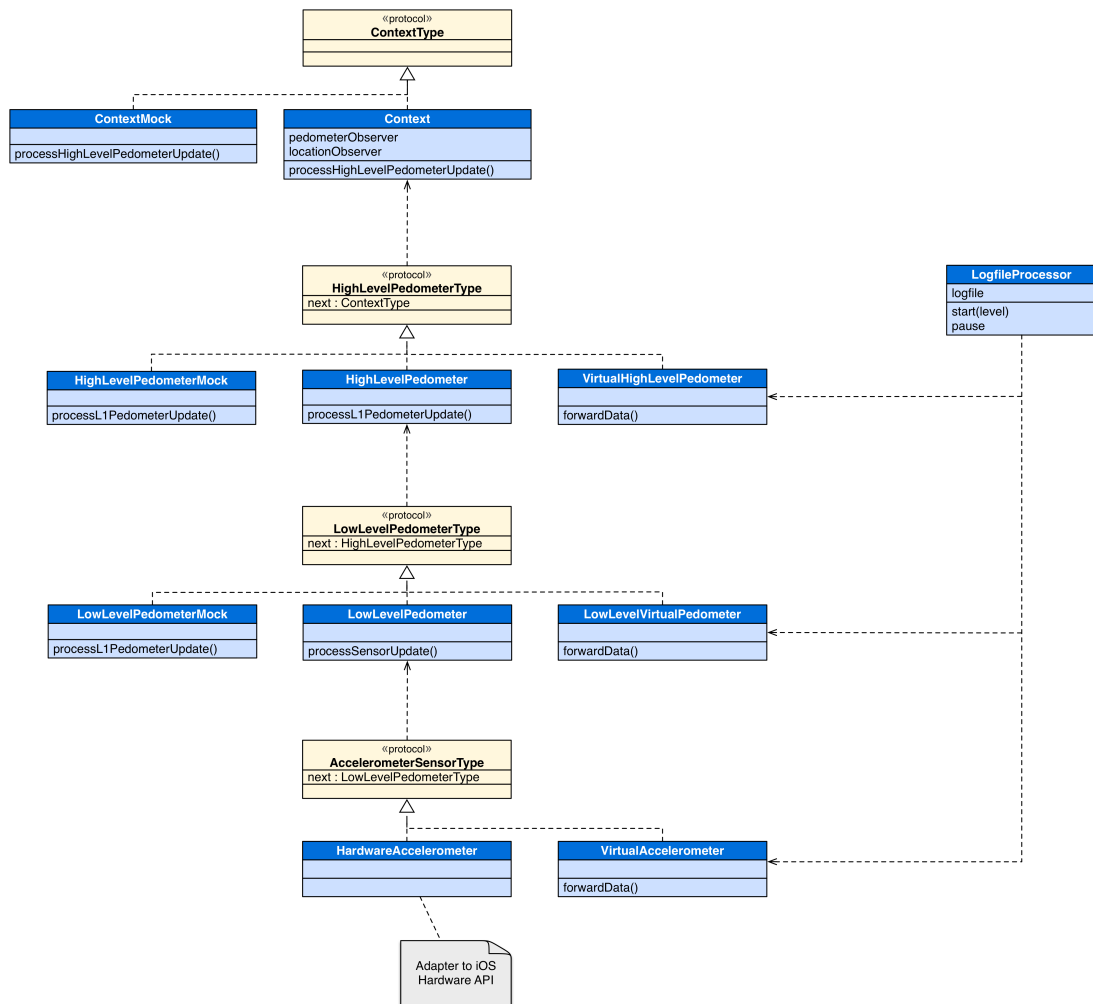 «protocol»
ContextType
ContextMock
processHighLevelPedometerUpdate()
Context
pedometerObserver
locationObserver
processHighLevelPedometerUpdate()
«protocol»
HighLevelPedometerType
next : ContextType
LogfileProcessor
logfile
start(level)
pause
HighLevelPedometerMock
processL1PedometerUpdate()
HighLevelPedometer
processL1PedometerUpdate()
VirtualHighLevelPedometer
forwardData()
«protocol»
LowLevelPedometerType
next : HighLevelPedometerType
LowLevelPedometerMock
processL1PedometerUpdate()
LowLevelPedometer
processSensorUpdate()
LowLevelVirtualPedometer
forwardData()
«protocol»
AccelerometerSensorType
next : LowLevelPedometerType
HardwareAccelerometer
VirtualAccelerometer
forwardData()
Adapter to iOS
Hardware API